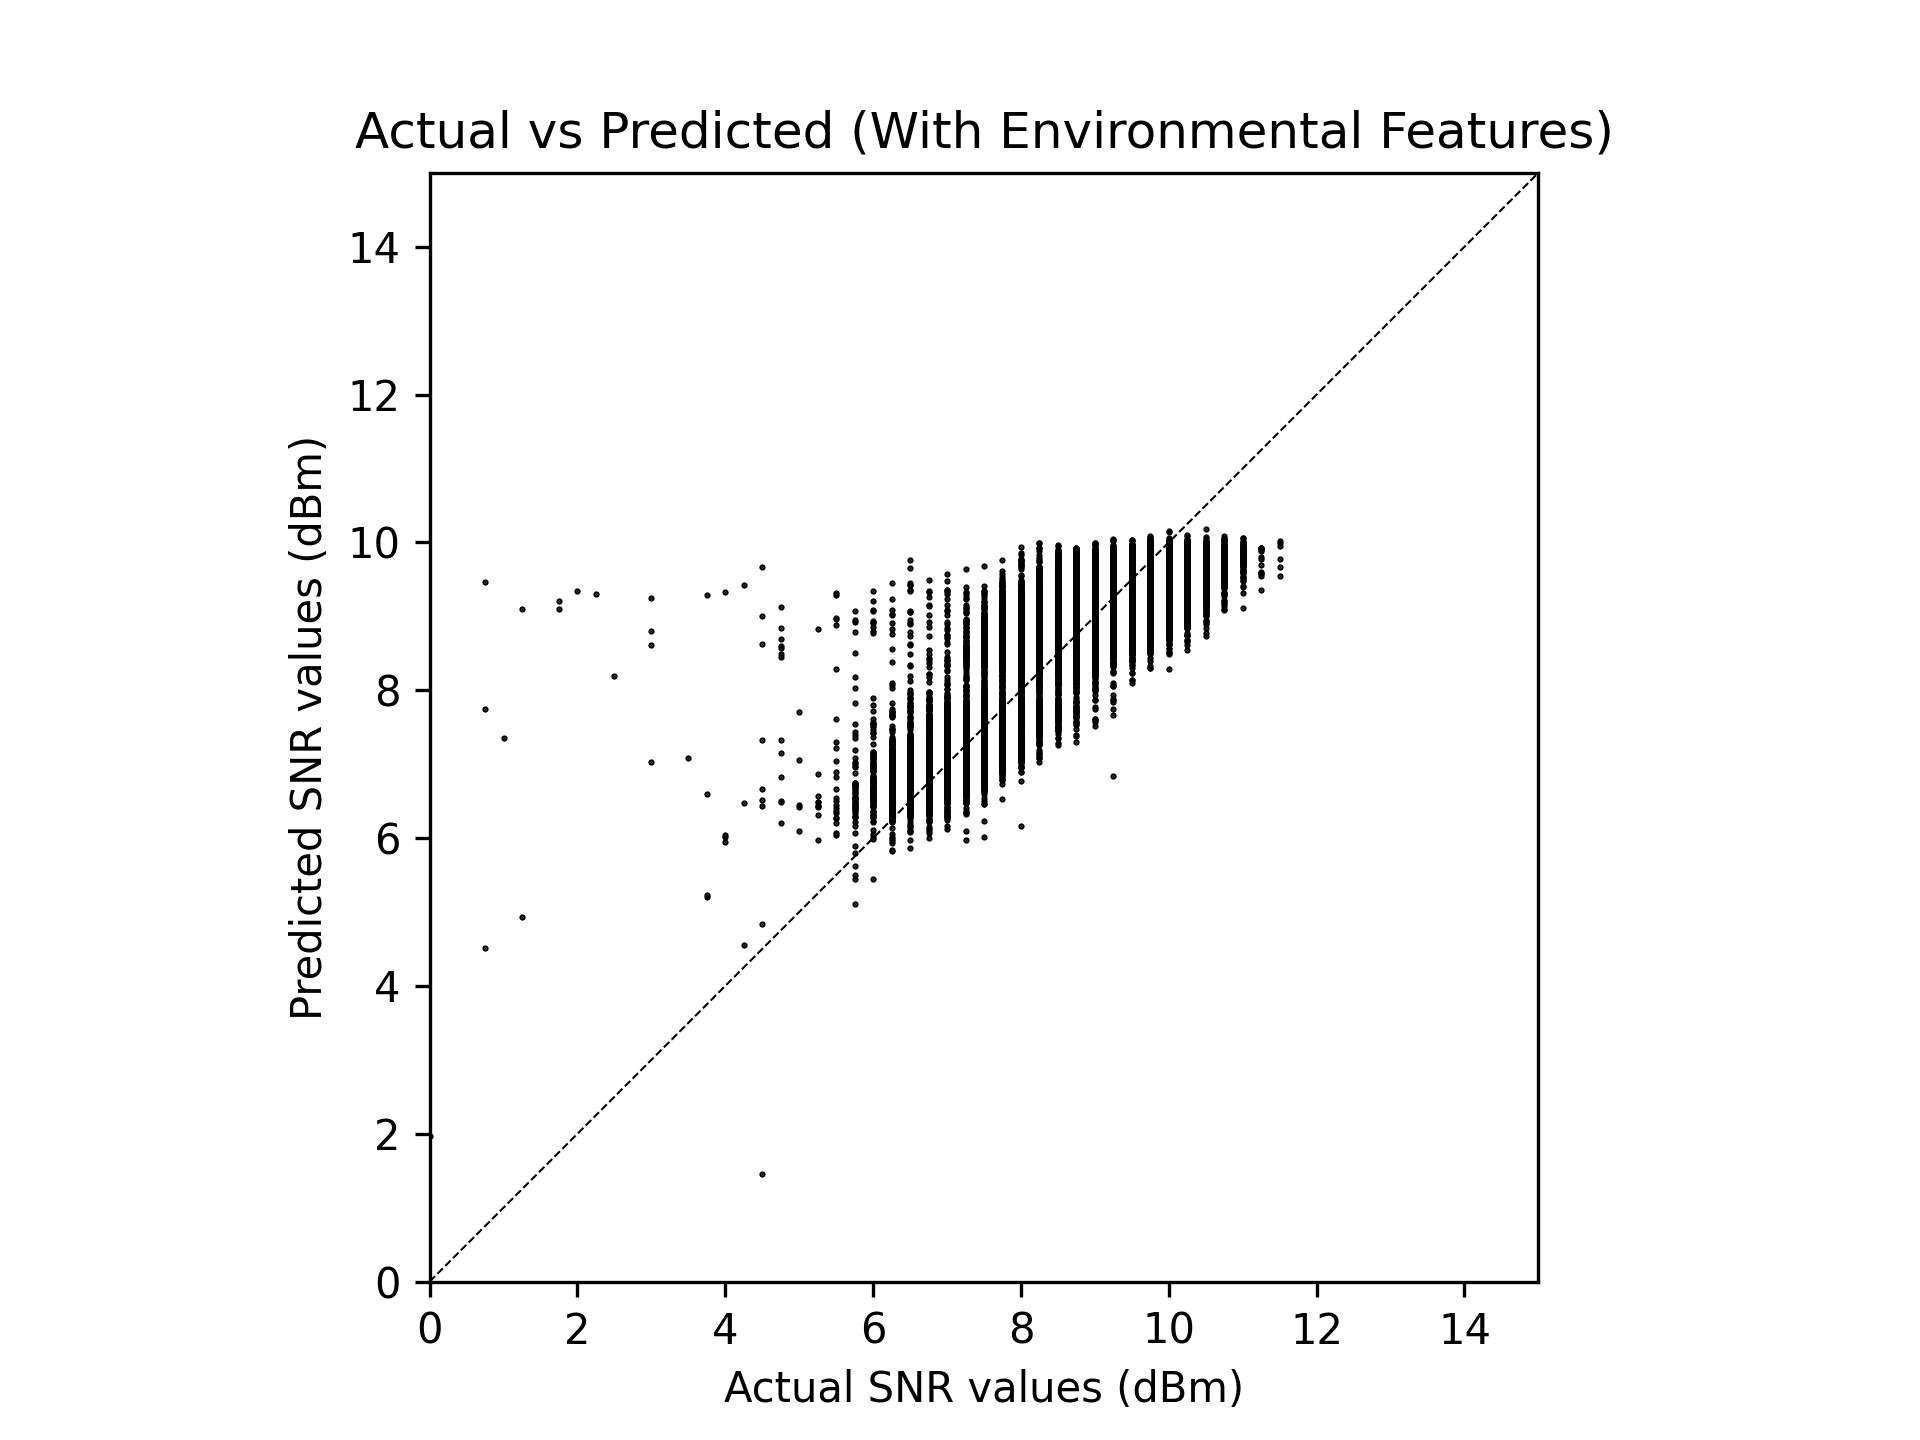 Actual vs Predicted (With Environmental Features)
14
12
10
8
6
4
2
0
Predicted SNR values (dBm)
0 2 4 6 8 10 12 14
Actual SNR values (dBm)